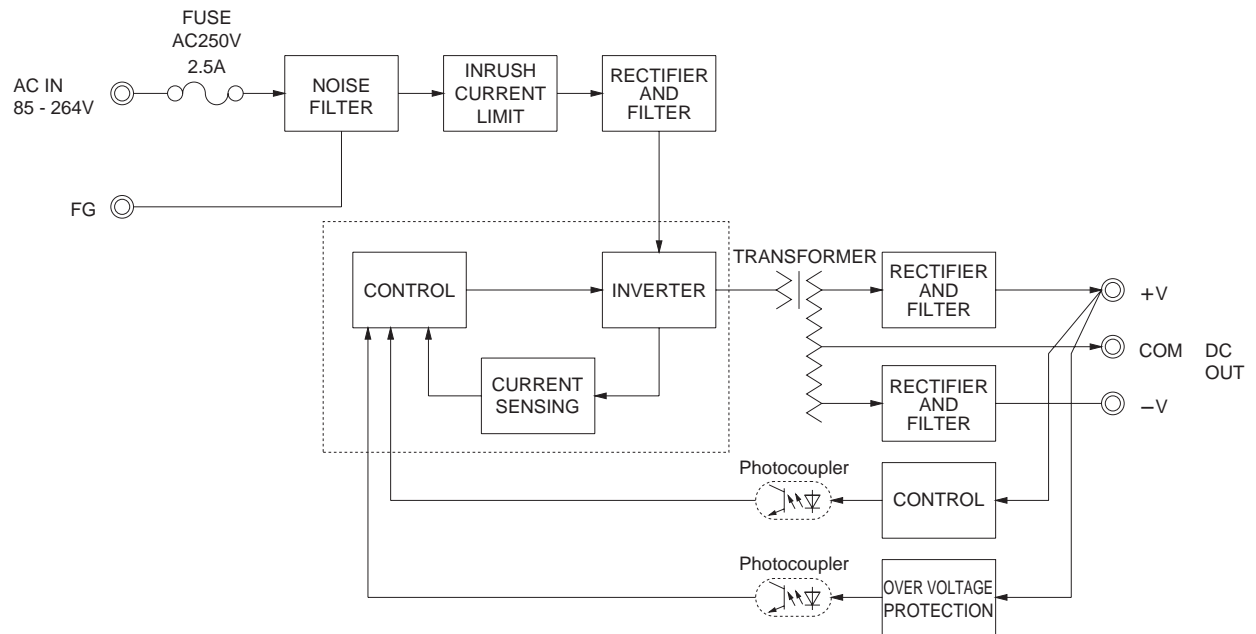 FUSE
AC250V
2.5A
AC IN
85 - 264V
NOISE
FILTER
INRUSH
CURRENT
LIMIT
RECTIFIER
AND
FILTER
FG
CONTROL
INVERTER
TRANSFORMER
RECTIFIER
AND
FILTER
+V
COM
DC
OUT
CURRENT
SENSING
RECTIFIER
AND
FILTER
−V
Photocoupler
CONTROL
Photocoupler
OVER VOLTAGE
PROTECTION